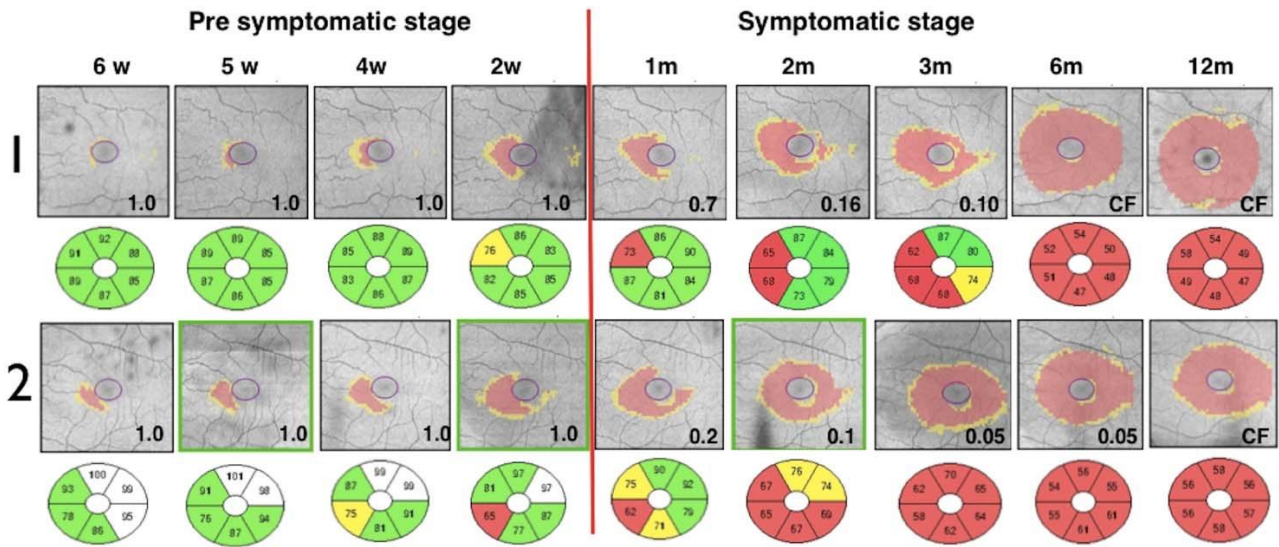 Pre symptomatic stage Symptomatic stage
6 w 5 w 4w 2w 1m 2m 3m 6m 12m
1
1.0 1.0 1.0 1.0 0.7 0.16 0.10 CF CF
92 89 88 86 86 87 87 54 54
91 88 89 85 85 89 76 83 73 90 65 84 62 80 52 50 58 49
89 85 87 85 83 87 82 85 87 84 68 79 68 74 51 48 49 47
87 86 86 85 81 73 68 47 48
2
1.0 1.0 1.0 1.0 0.2 0.1 0.05 0.05 CF
100 101 99 97 90 76 70 56 58
93 99 91 98 87 99 81 97 75 92 67 74 62 65 54 55 56 56
78 95 76 94 75 91 65 87 62 79 65 69 58 64 55 61 56 57
86 87 81 77 71 67 62 61 58